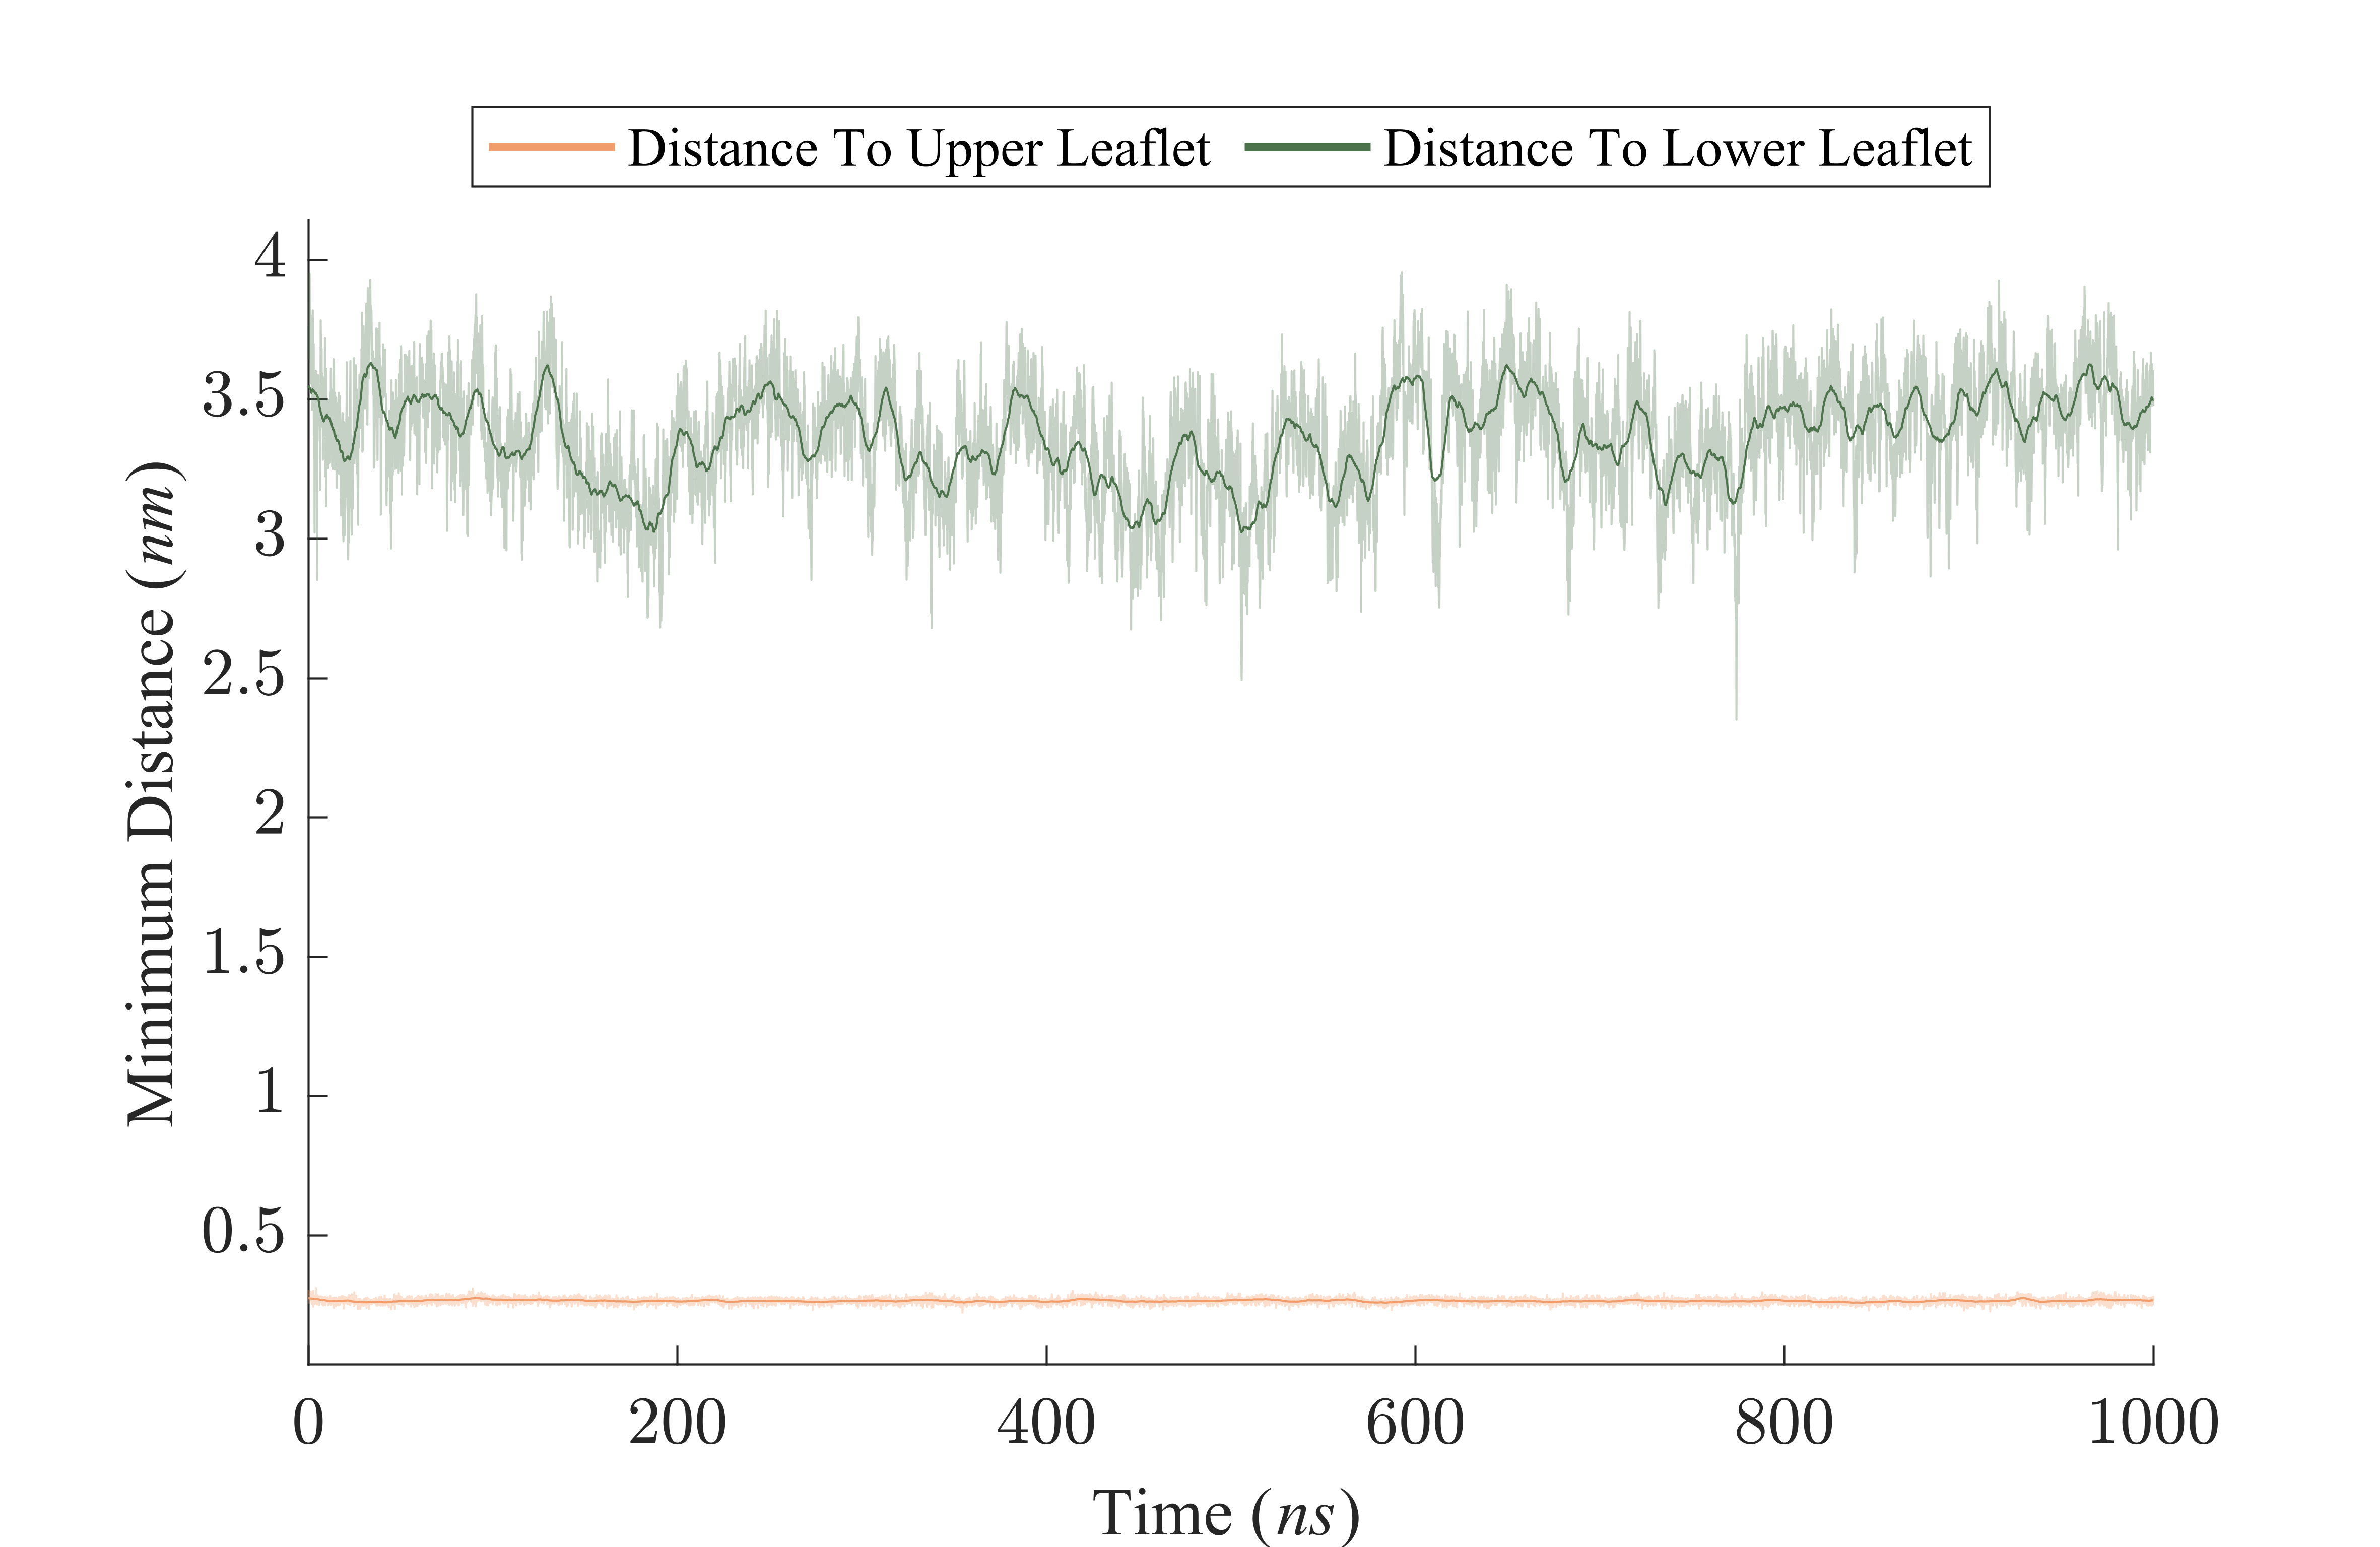 Distance To Upper Leaflet Distance To Lower Leaflet
Minimum Distance (nm)
4
3.5
3
2.5
2
1.5
1
0.5
0 200 400 600 800 1000
Time (ns)